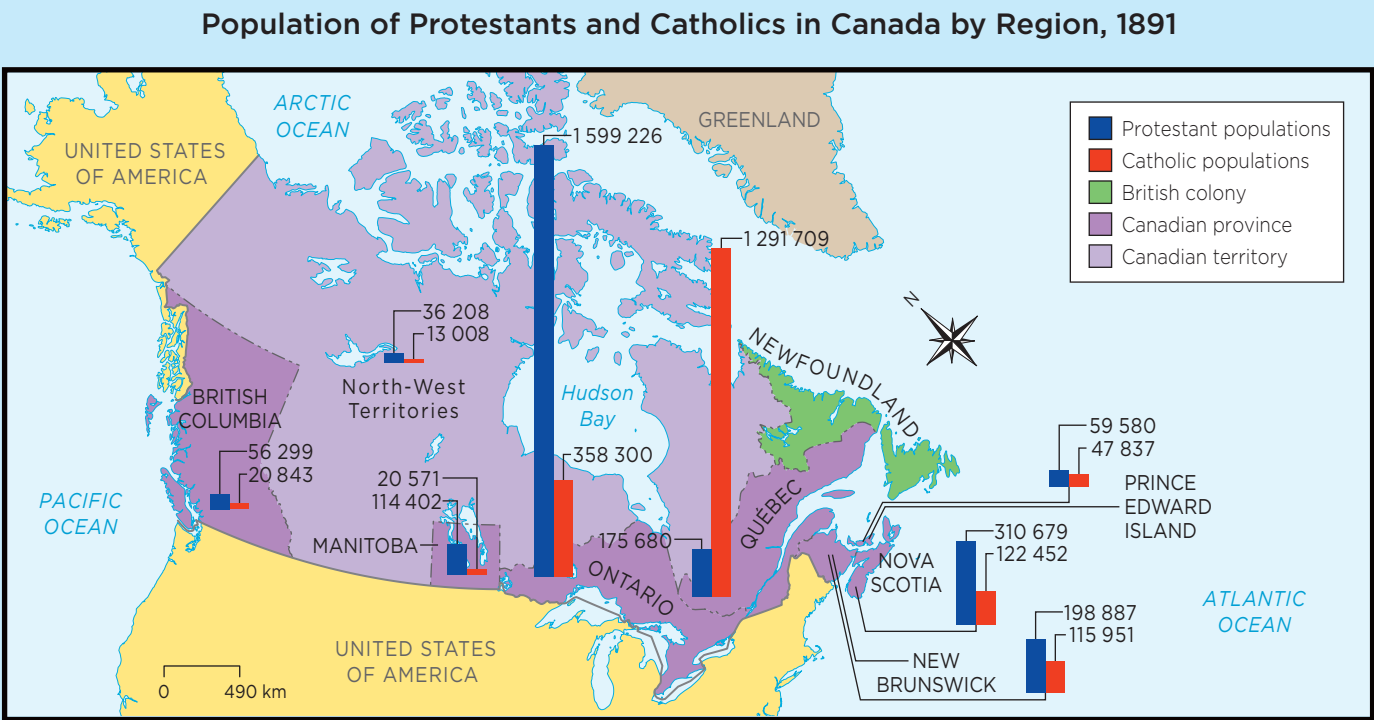 Population of Protestants and Catholics in Canada by Region, 1891
ARCTIC
OCEAN
GREENLAND
UNITED STATES
OF AMERICA
1 599 226
1 291 709
Protestant populations
Catholic populations
British colony
Canadian province
Canadian territory
N
36 208
13 008
North-West
Territories
NEWFOUNDLAND
BRITISH
COLUMBIA
56 299
20 843
Hudson
Bay
358 300
20 571
114 402
MANITOBA
PACIFIC
OCEAN
ONTARIO
175 680
QUÉBEC
59 580
47 837
PRINCE
EDWARD
ISLAND
NOVA
SCOTIA
310 679
122 452
198 887
115 951
NEW
BRUNSWICK
ATLANTIC
OCEAN
UNITED STATES
OF AMERICA
0 490 km